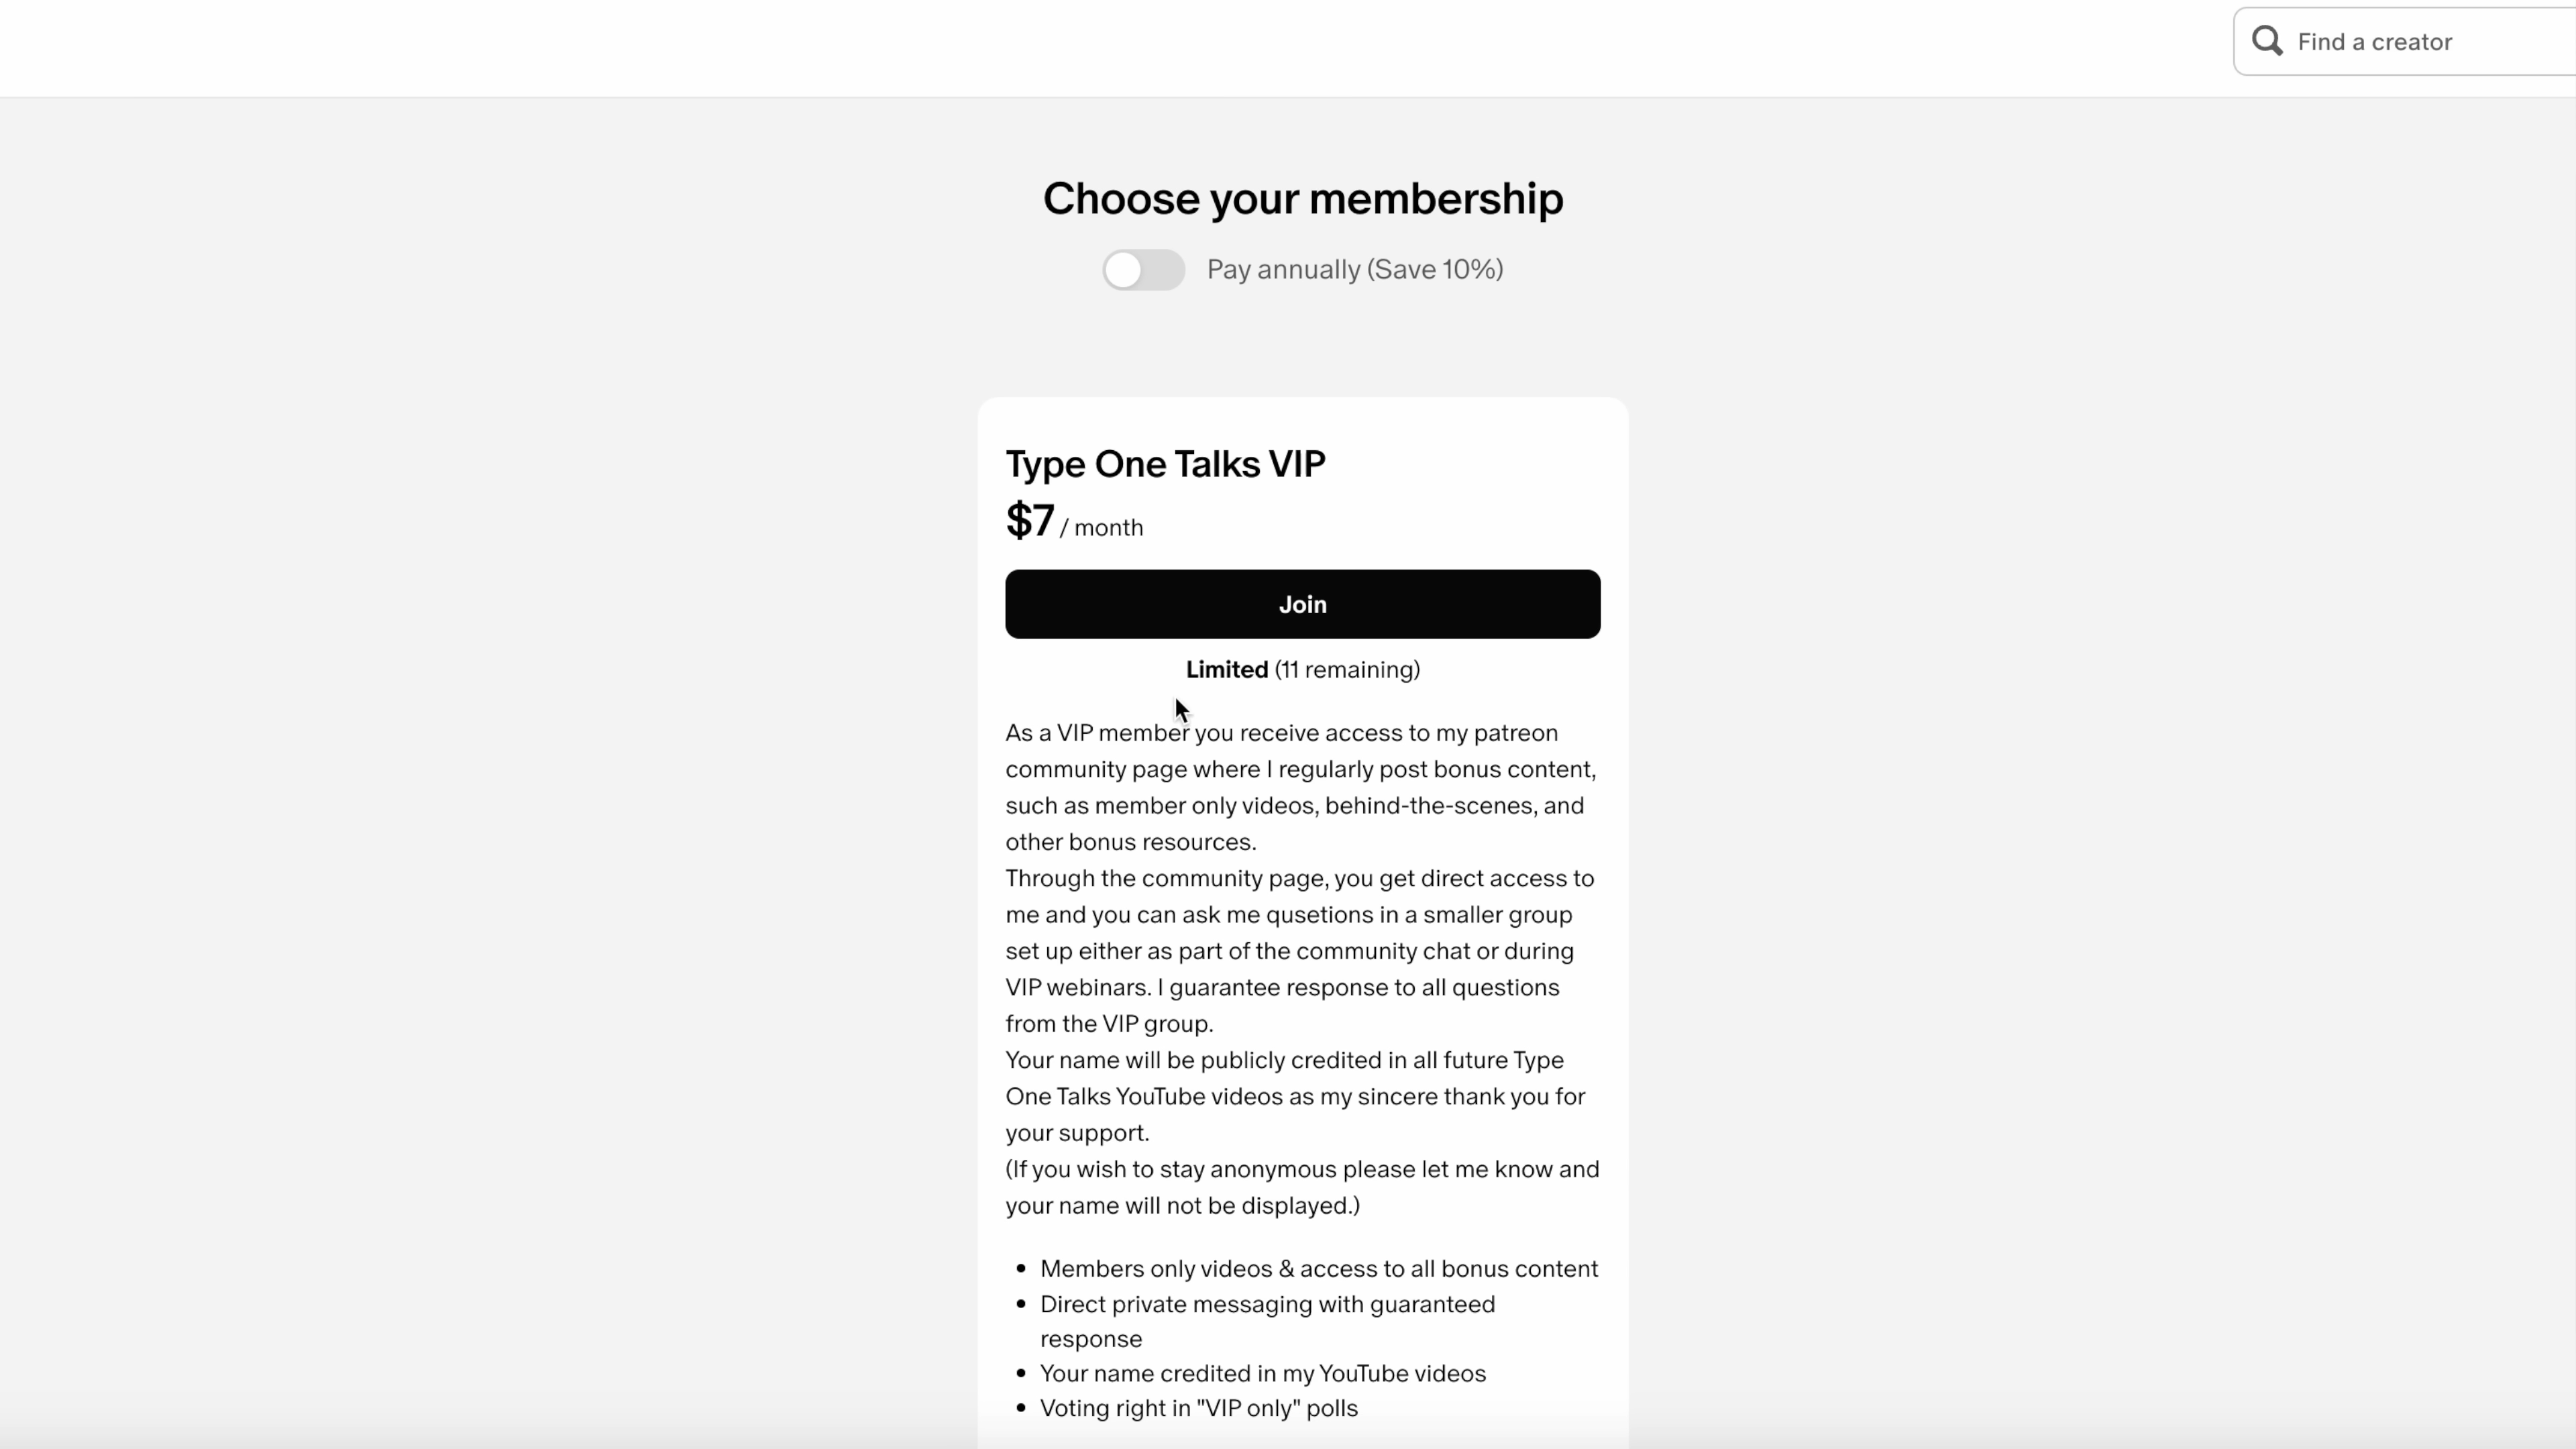 Find a creator
Choose your membership
Pay annually (Save 10%)
Type One Talks VIP
$7 / month
Join
Limited (11 remaining)
As a VIP member you receive access to my patreon
community page where I regularly post bonus content,
such as member only videos, behind-the-scenes, and
other bonus resources.
Through the community page, you get direct access to
me and you can ask me qusetions in a smaller group
set up either as part of the community chat or during
VIP webinars. I guarantee response to all questions
from the VIP group.
Your name will be publicly credited in all future Type
One Talks YouTube videos as my sincere thank you for
your support.
(If you wish to stay anonymous please let me know and
your name will not be displayed.)
• Members only videos & access to all bonus content
• Direct private messaging with guaranteed
response
• Your name credited in my YouTube videos
• Voting right in "VIP only" polls